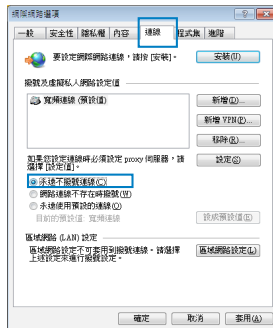 網際網路選項
一般 安全性 隱私權 內容 連線 程式集 進階
要設定網際網路連線，請按 [安裝]。 安裝(U)
撥號及虛擬私人網路設定值
寬頻連線 (預設值) 新增(D)...
新增 VPN(P)...
移除(R)...
如果您設定連線時必須設定 proxy 伺服器，請 設定(S)
選擇 [設定值]。
永遠不撥號連線(C)
網路連線不存在時撥號(W)
永遠使用預設的連線(O)
目前的預設值 寬頻連線 設成預設值(E)
區域網路 (LAN) 設定
區域網路設定不可套用到撥號連線。請選擇 區域網路設定(L)
上述設定來進行撥號設定。
確定 取消 套用(A)